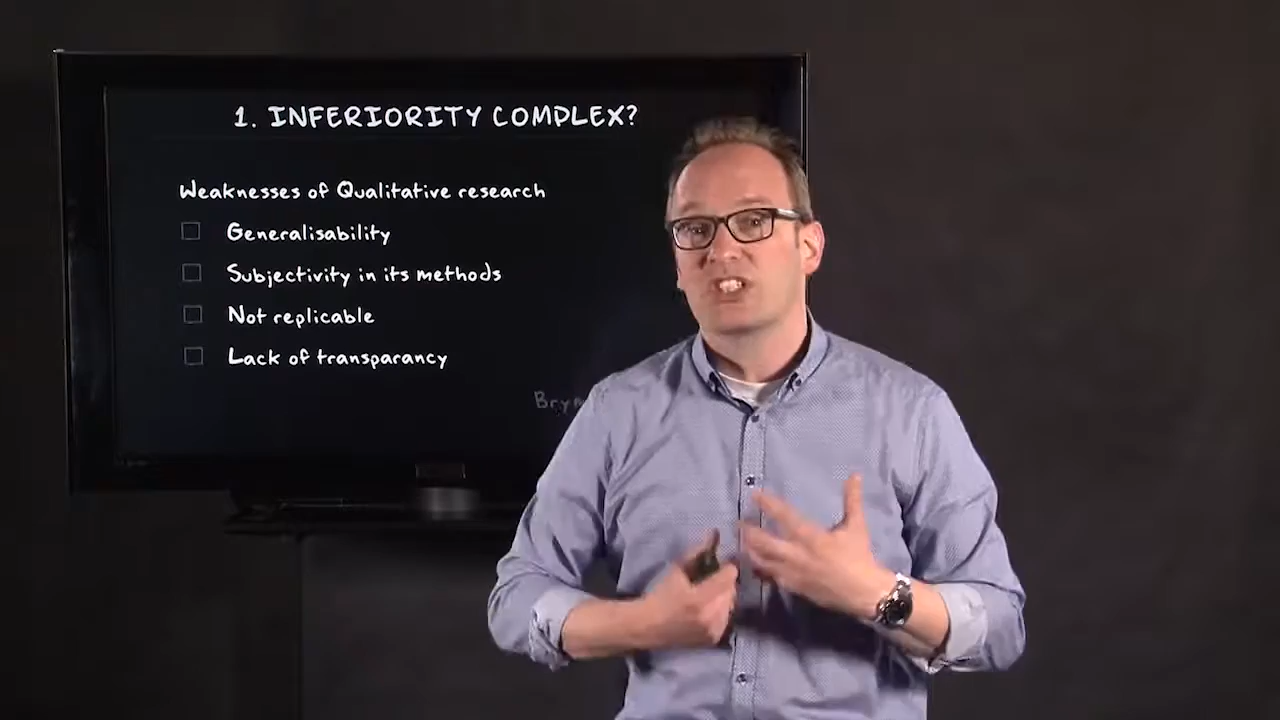 1. INFERIORITY COMPLEX?
Weaknesses of Qualitative research
Generalisability
Subjectivity in its methods
Not replicable
Lack of transparancy